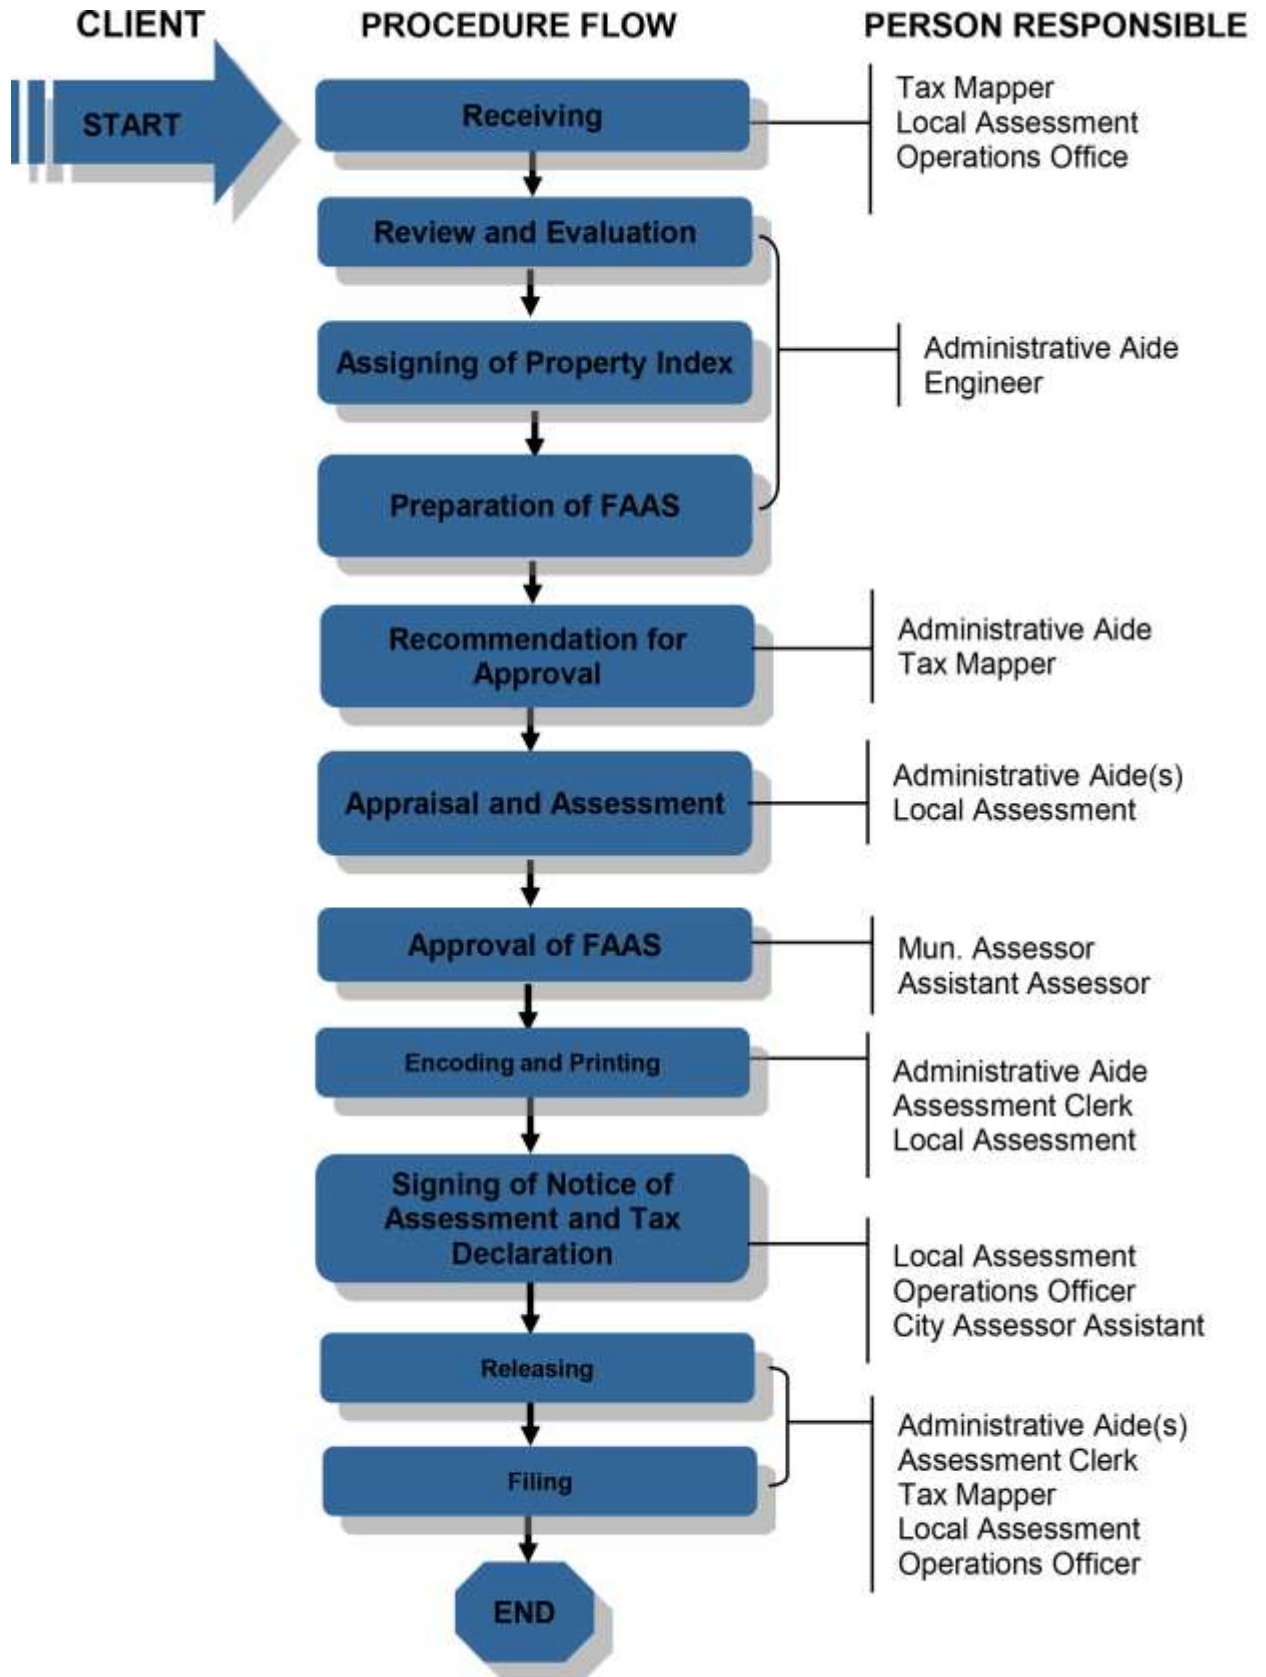 CLIENT
PROCEDURE FLOW
PERSON RESPONSIBLE
START
Receiving
Tax Mapper
Local Assessment
Operations Office
Review and Evaluation
Assigning of Property Index
Administrative Aide
Engineer
Preparation of FAAS
Recommendation for
Approval
Administrative Aide
Tax Mapper
Appraisal and Assessment
Administrative Aide(s)
Local Assessment
Approval of FAAS
Mun. Assessor
Assistant Assessor
Encoding and Printing
Administrative Aide
Assessment Clerk
Local Assessment
Signing of Notice of
Assessment and Tax
Declaration
Local Assessment
Operations Officer
City Assessor Assistant
Releasing
Filing
Administrative Aide(s)
Assessment Clerk
Tax Mapper
Local Assessment
Operations Officer
END